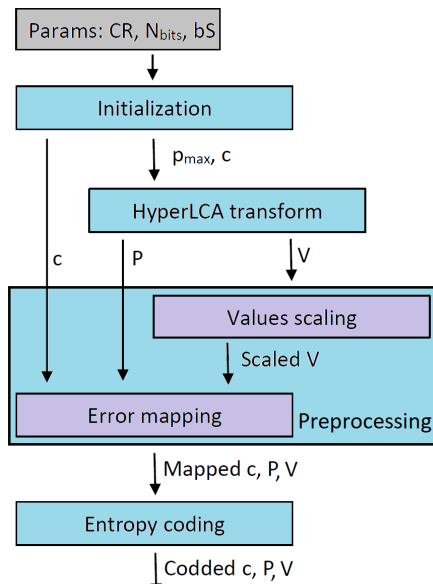 Params: CR, Nbits, bS
Initialization
pmax, c
HyperLCA transform
c
P
V
Values scaling
Scaled V
Error mapping
Preprocessing
Mapped c, P, V
Entropy coding
Codded c, P, V